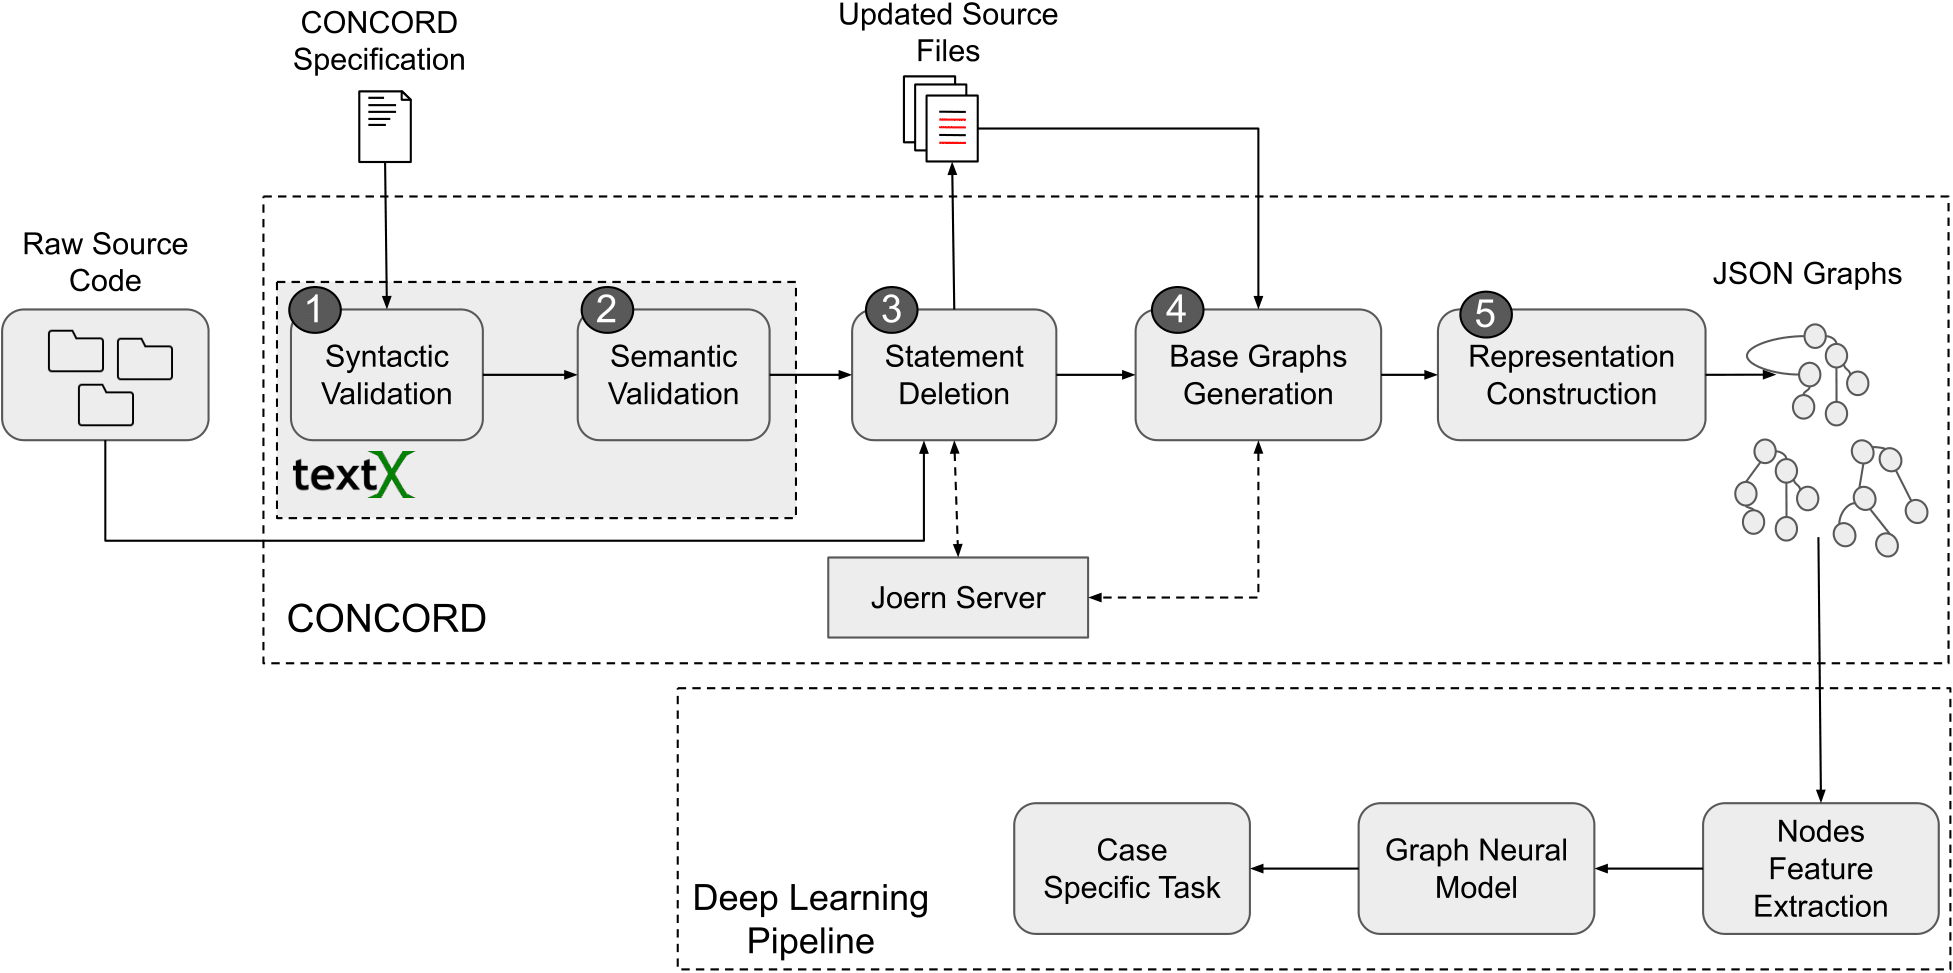 CONCORD
Specification
Updated Source
Files
Raw Source
Code
JSON Graphs
1
Syntactic
Validation
2
Semantic
Validation
3
Statement
Deletion
4
Base Graphs
Generation
5
Representation
Construction
textX
Joern Server
CONCORD
Case
Specific Task
Graph Neural
Model
Nodes
Feature
Extraction
Deep Learning
Pipeline